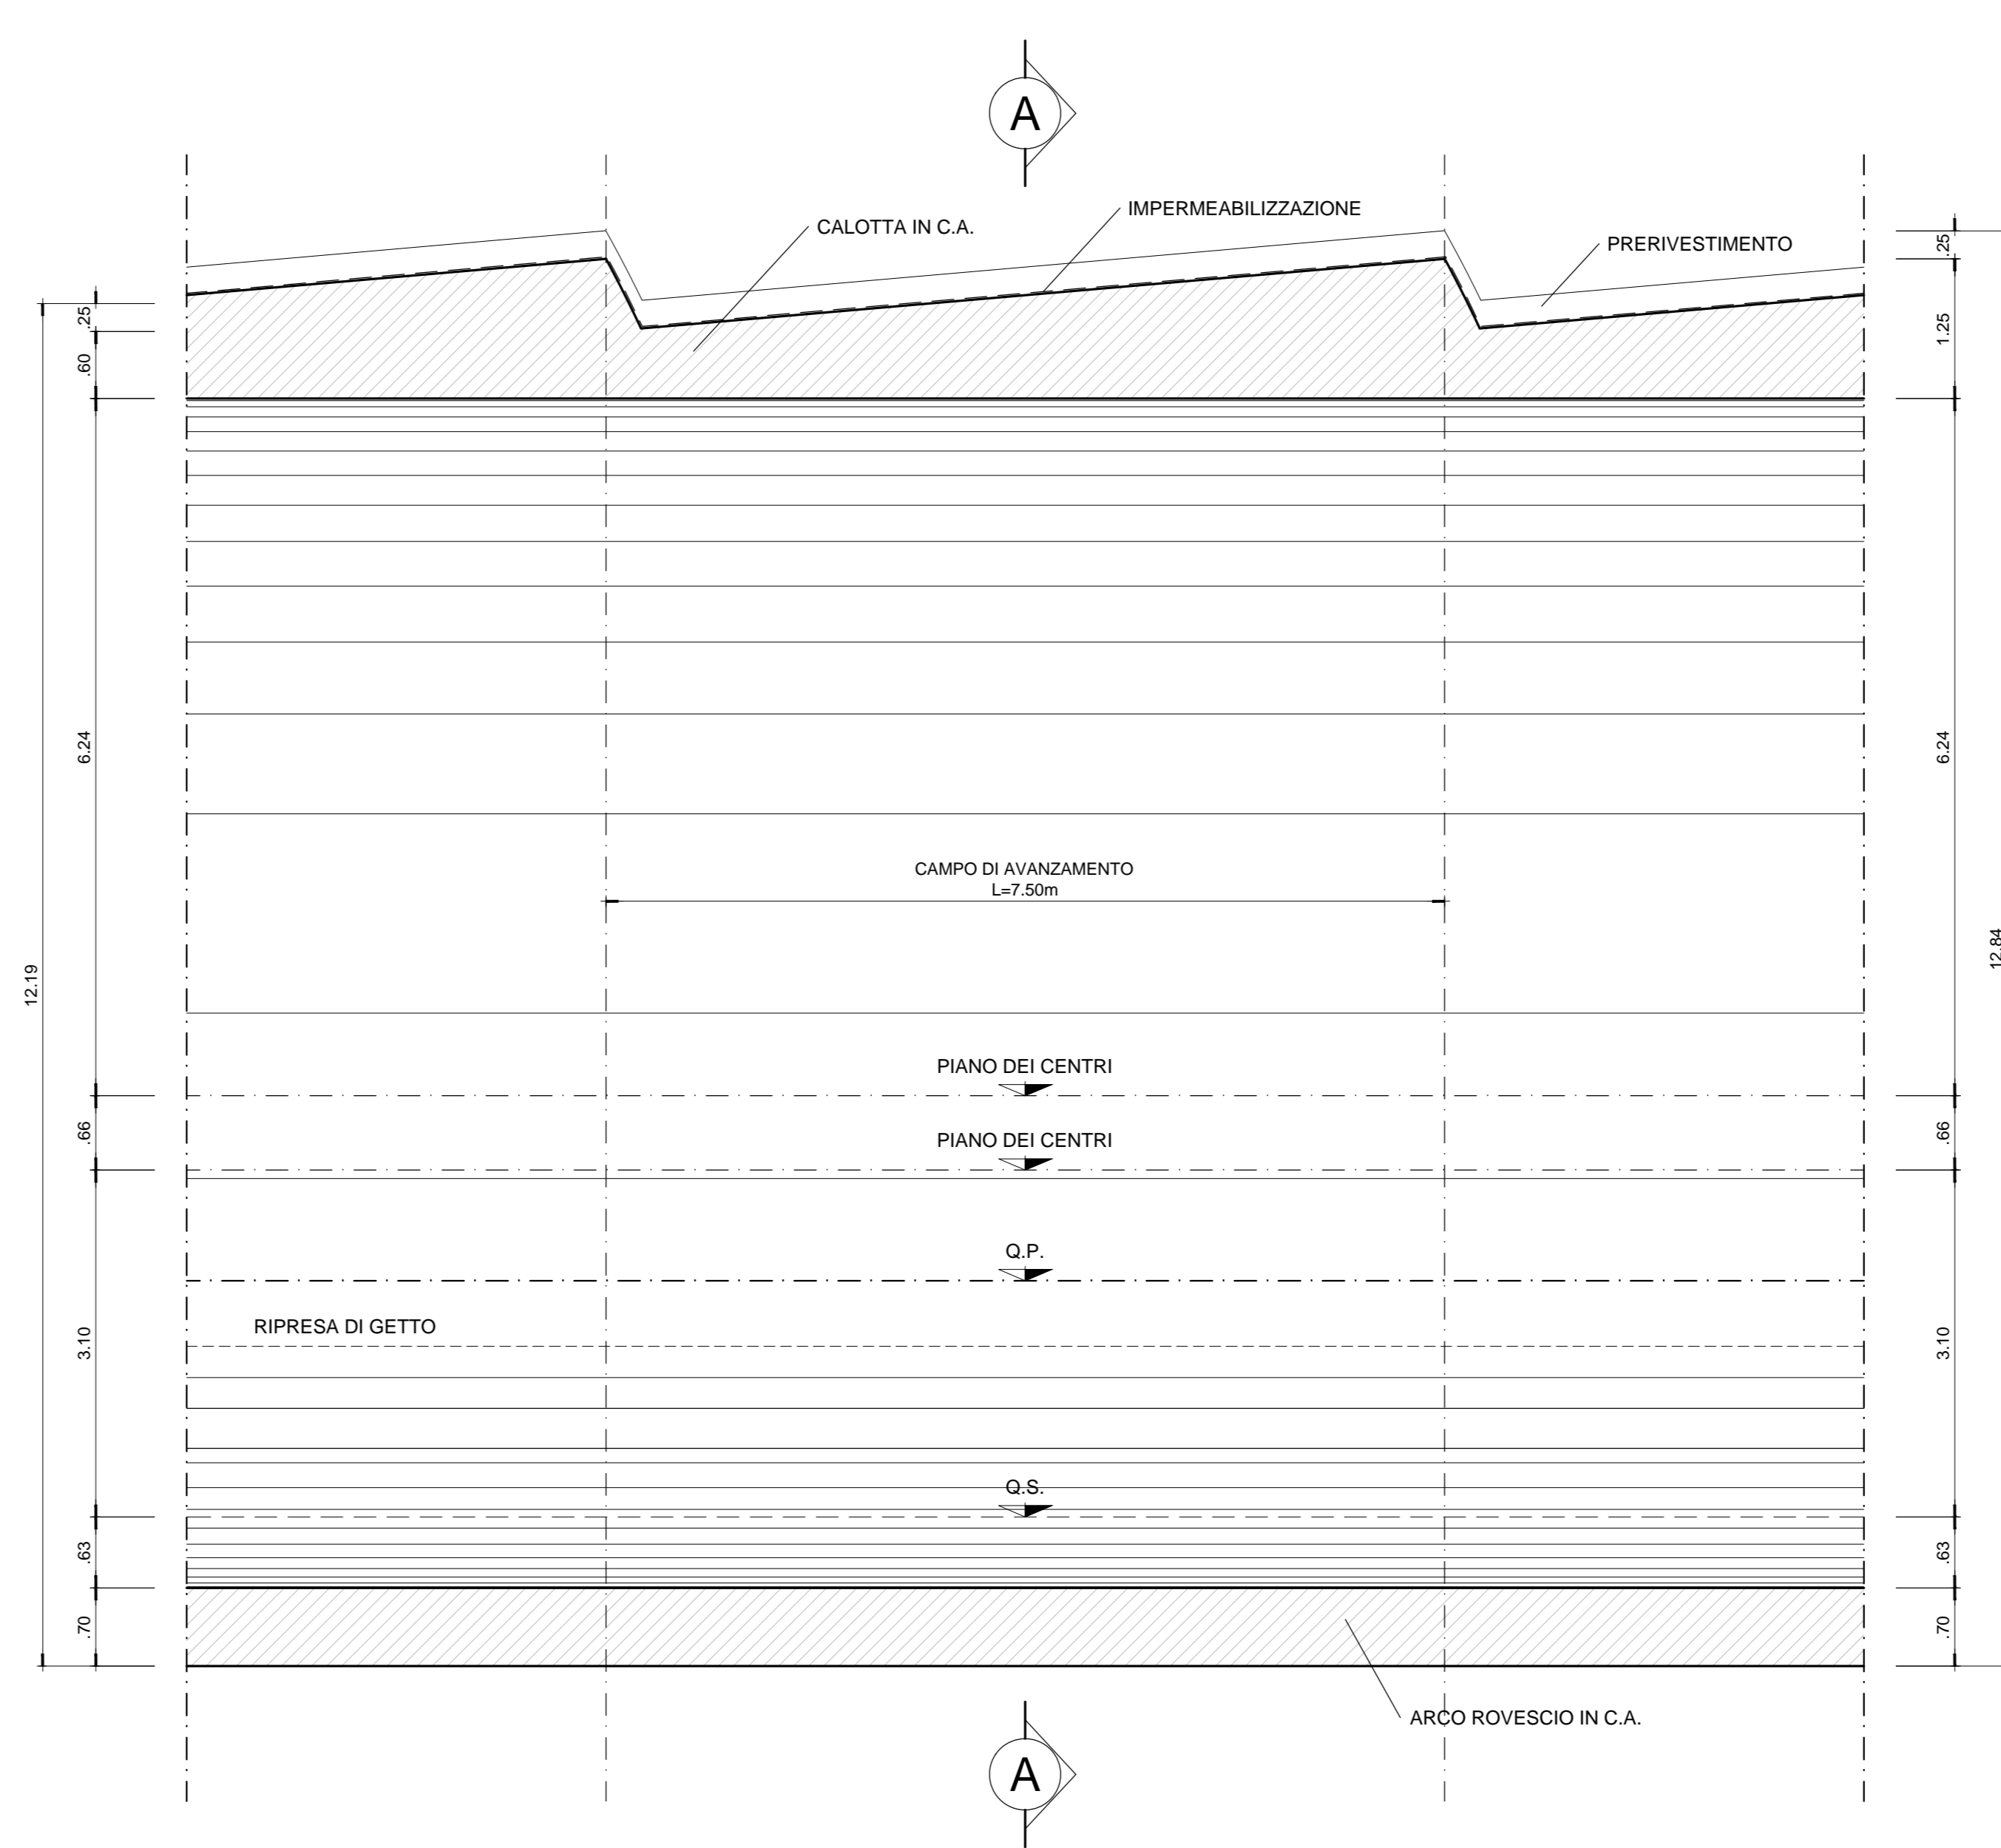 A
IMPERMEABILIZZAZIONE
CALOTTA IN C.A.
PRERIVESTIMENTO
.25
.25
1.25
.60
6.24
6.24
CAMPO DI AVANZAMENTO
L=7.50m
12.19
12.84
PIANO DEI CENTRI
.66
.66
PIANO DEI CENTRI
Q.P.
RIPRESA DI GETTO
3.10
3.10
Q.S.
.63
.63
.70
.70
ARCO ROVESCIO IN C.A.
A